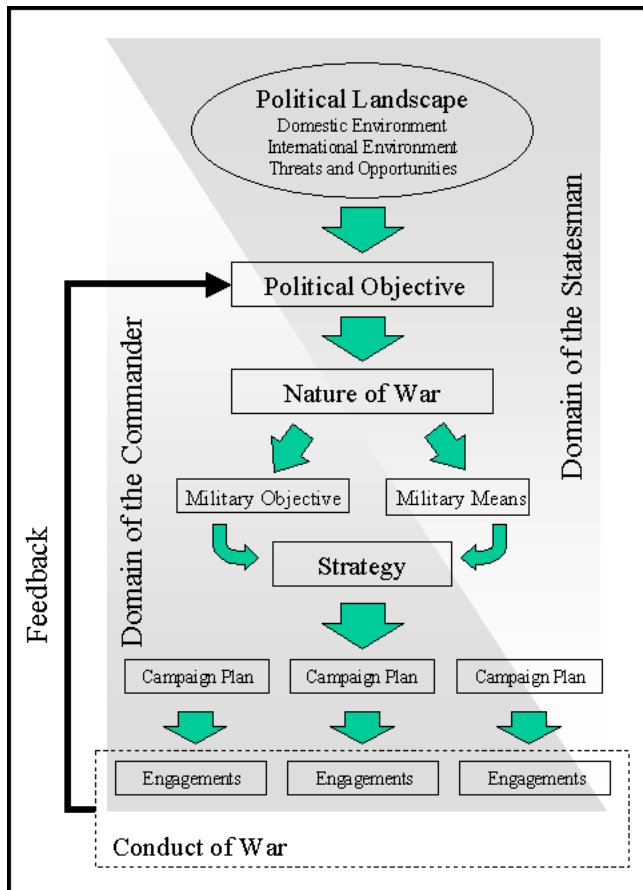 Political Landscape
Domestic Environment
International Environment
Threats and Opportunities
Domain of the Statesman
Political Objective
Domain of the Commander
Nature of War
Military Objective
Military Means
Strategy
Feedback
Campaign Plan
Campaign Plan
Campaign Plan
Engagements
Engagements
Engagements
Conduct of War